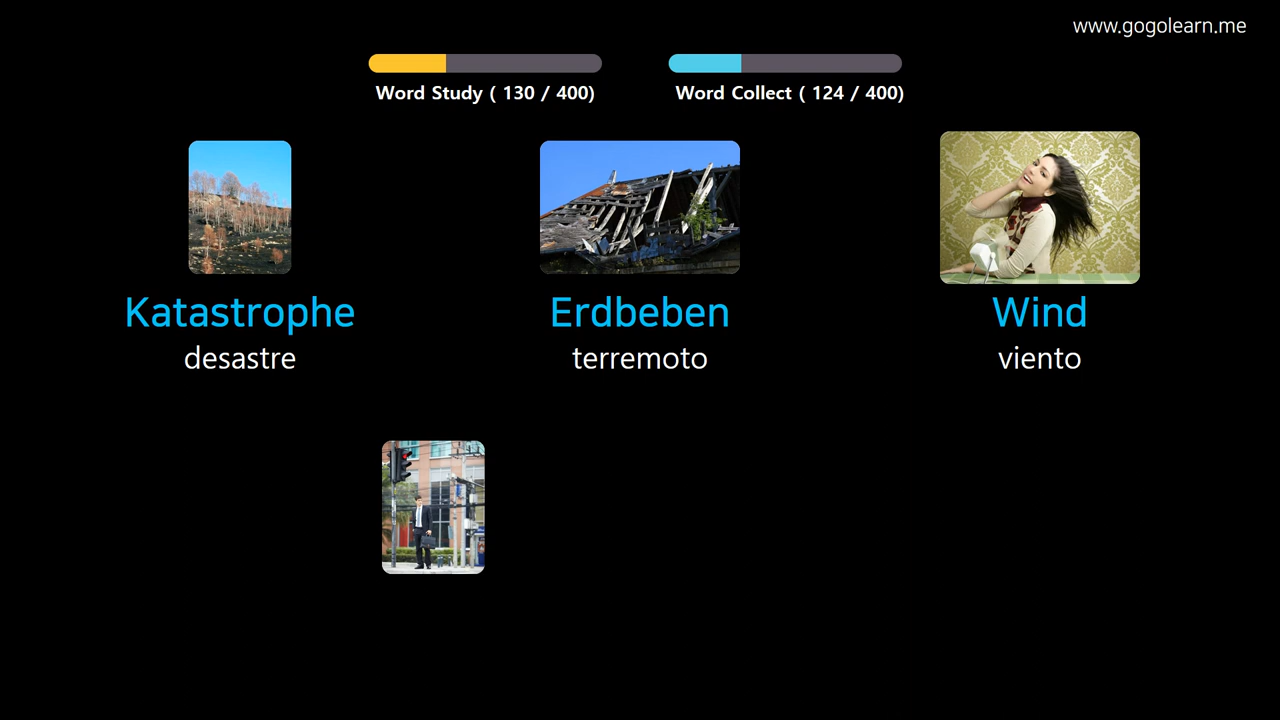 www.gogolearn.me
Word Study ( 130 / 400)
Word Collect ( 124 / 400)
Katastrophe
desastre
Erdbeben
terremoto
Wind
viento